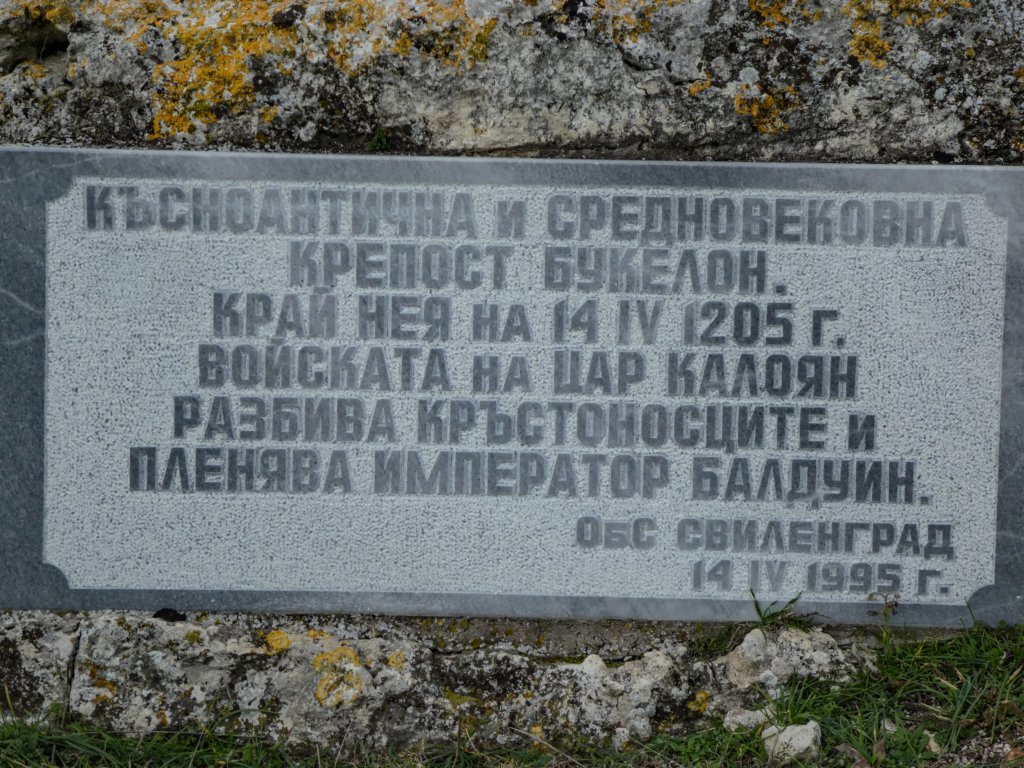 КЪСНОАНТИЧНА И СРЕДНОВЕКОВНА
КРЕПОСТ БУКЕЛОН.
КРАЙ НЕЯ НА 14 IV 1205 г.
ВОЙСКАТА НА ЦАР КАЛОЯН
РАЗБИВА КРЪСТОНОСЦИТЕ И
ПЛЕНЯВА ИМПЕРАТОР БАЛДУИН.
ОбС СВИЛЕНГРАД
14 IV 1995 г.